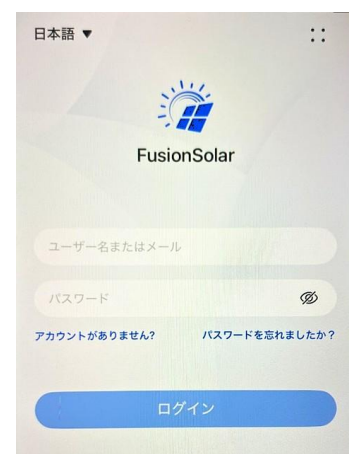 日本語 ▼
FusionSolar
ユーザー名またはメール
パスワード
アカウントがありません?
パスワードを忘れましたか?
ログイン